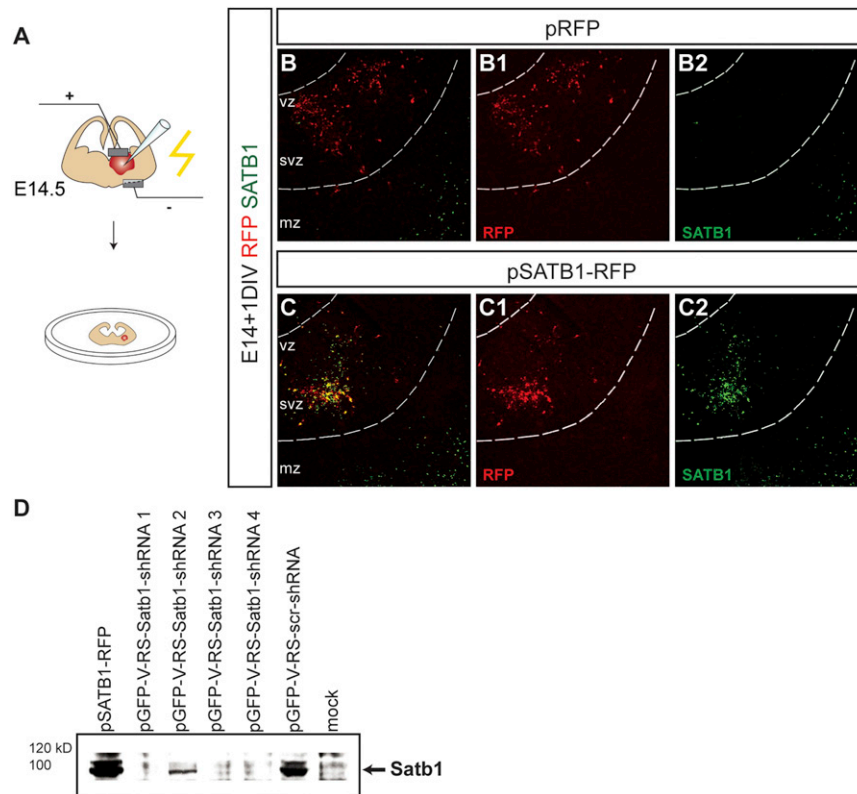 A
+
E14.5
-
E14+1DIV RFP SATB1
pRFP
B
vz
svz
mz
B1
RFP
B2
SATB1
pSATB1-RFP
C
vz
svz
mz
C1
RFP
C2
SATB1
D
pSATB1-RFP
pGFP-V-RS-Satb1-shRNA 1
pGFP-V-RS-Satb1-shRNA 2
pGFP-V-RS-Satb1-shRNA 3
pGFP-V-RS-Satb1-shRNA 4
pGFP-V-RS-scr-shRNA
mock
120 kD
100
Satb1